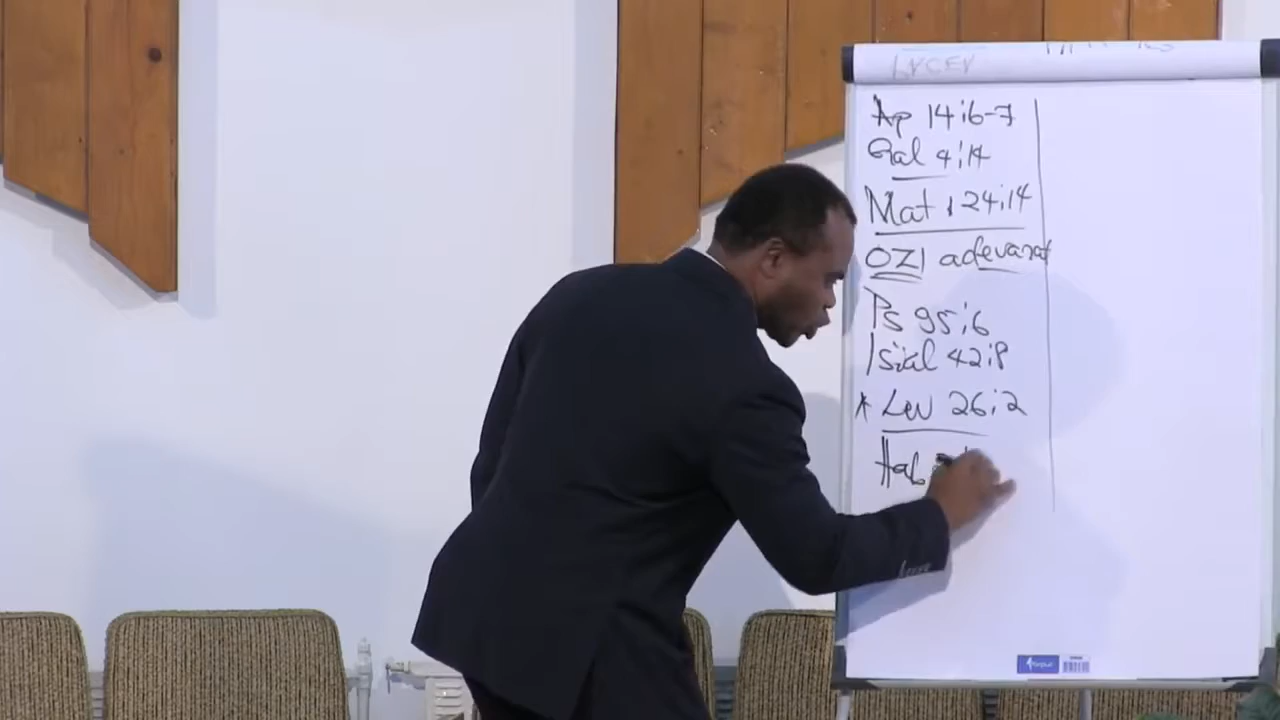 Ap 14:6-7
Gal 4:14
Mat 24:14
OZI adevarat
Ps 95:6
Isial 42:8
* Lev 26:2
Hab